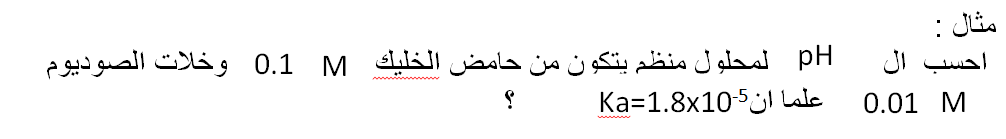 مثال :
احسب ال pH لمحلول منظم يتكون من حامض الخليك 0.1 M وخلات الصوديوم
0.01 M علما ان Ka=1.8x10-5 ؟